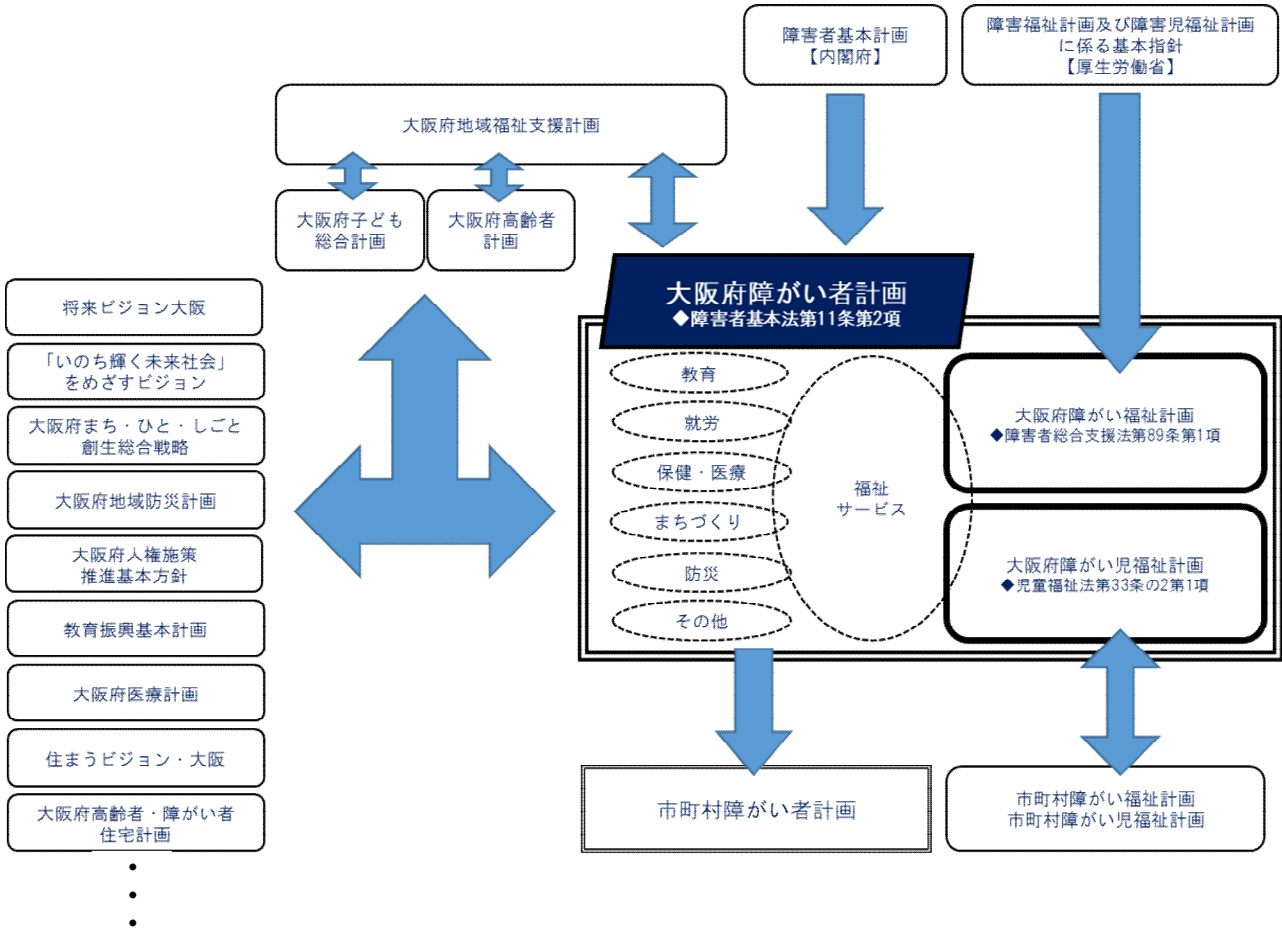 障害者基本計画
【内閣府】
障害福祉計画及び障害児福祉計画
に係る基本指針
【厚生労働省】
大阪府地域福祉支援計画
大阪府子ども
総合計画
大阪府高齢者
計画
将来ビジョン大阪
「いのち輝く未来社会」
をめざすビジョン
大阪府まち・ひと・しごと
創生総合戦略
大阪府地域防災計画
大阪府人権施策
推進基本方針
教育振興基本計画
大阪府医療計画
住まうビジョン・大阪
大阪府高齢者・障がい者
住宅計画
・
・
・
大阪府障がい者計画
◆障害者基本法第11条第2項
教育
就労
保健・医療
まちづくり
防災
その他
福祉
サービス
大阪府障がい福祉計画
◆障害者総合支援法第89条第1項
大阪府障がい児福祉計画
◆児童福祉法第33条の2第1項
市町村障がい者計画
市町村障がい福祉計画
市町村障がい児福祉計画